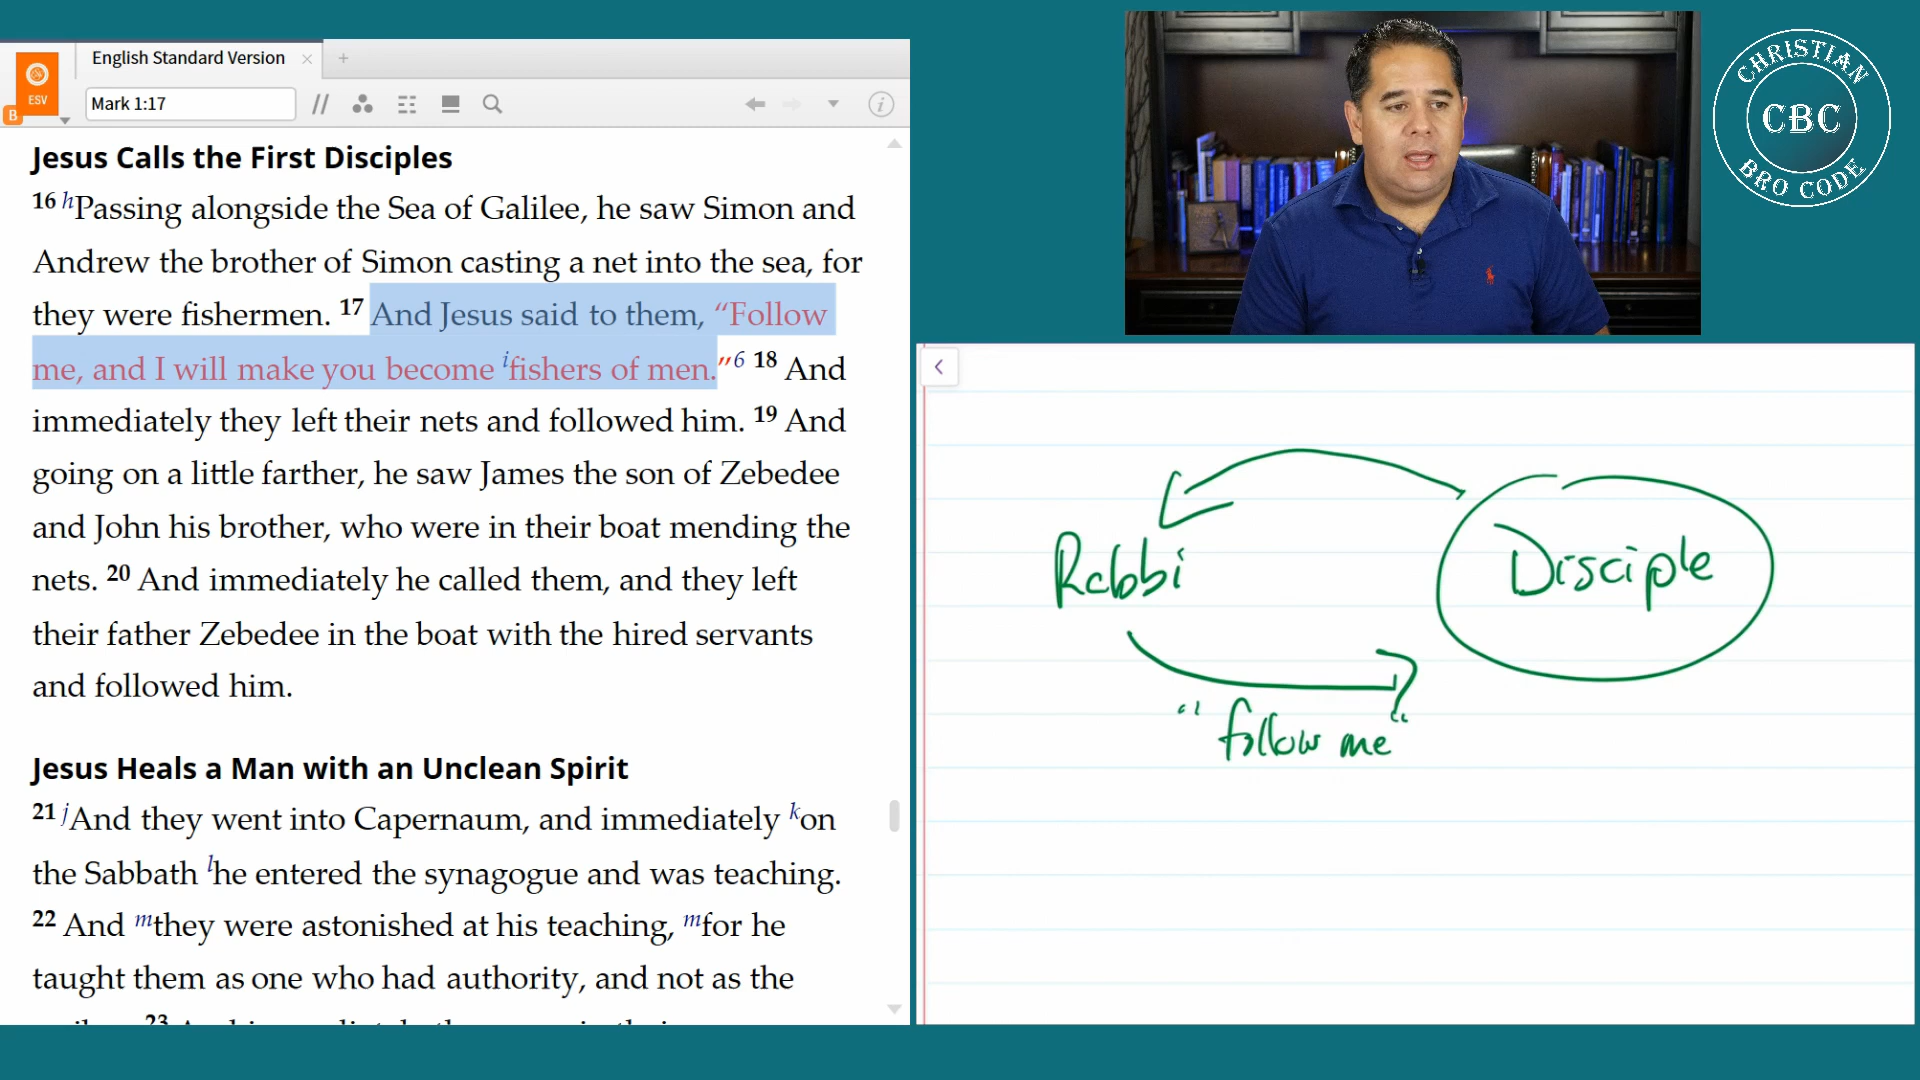 English Standard Version
ESV
B
Mark 1:17
Jesus Calls the First Disciples
16 hPassing alongside the Sea of Galilee, he saw Simon and
Andrew the brother of Simon casting a net into the sea, for
they were fishermen. 17 And Jesus said to them, “Follow
me, and I will make you become ifishers of men.”6 18 And
immediately they left their nets and followed him. 19 And
going on a little farther, he saw James the son of Zebedee
and John his brother, who were in their boat mending the
nets. 20 And immediately he called them, and they left
their father Zebedee in the boat with the hired servants
and followed him.
Jesus Heals a Man with an Unclean Spirit
21 jAnd they went into Capernaum, and immediately kon
the Sabbath lhe entered the synagogue and was teaching.
22 And mthey were astonished at his teaching, mfor he
taught them as one who had authority, and not as the
23
CHRISTIAN
CBC
BRO CODE
Rabbi
Disciple
"follow me"